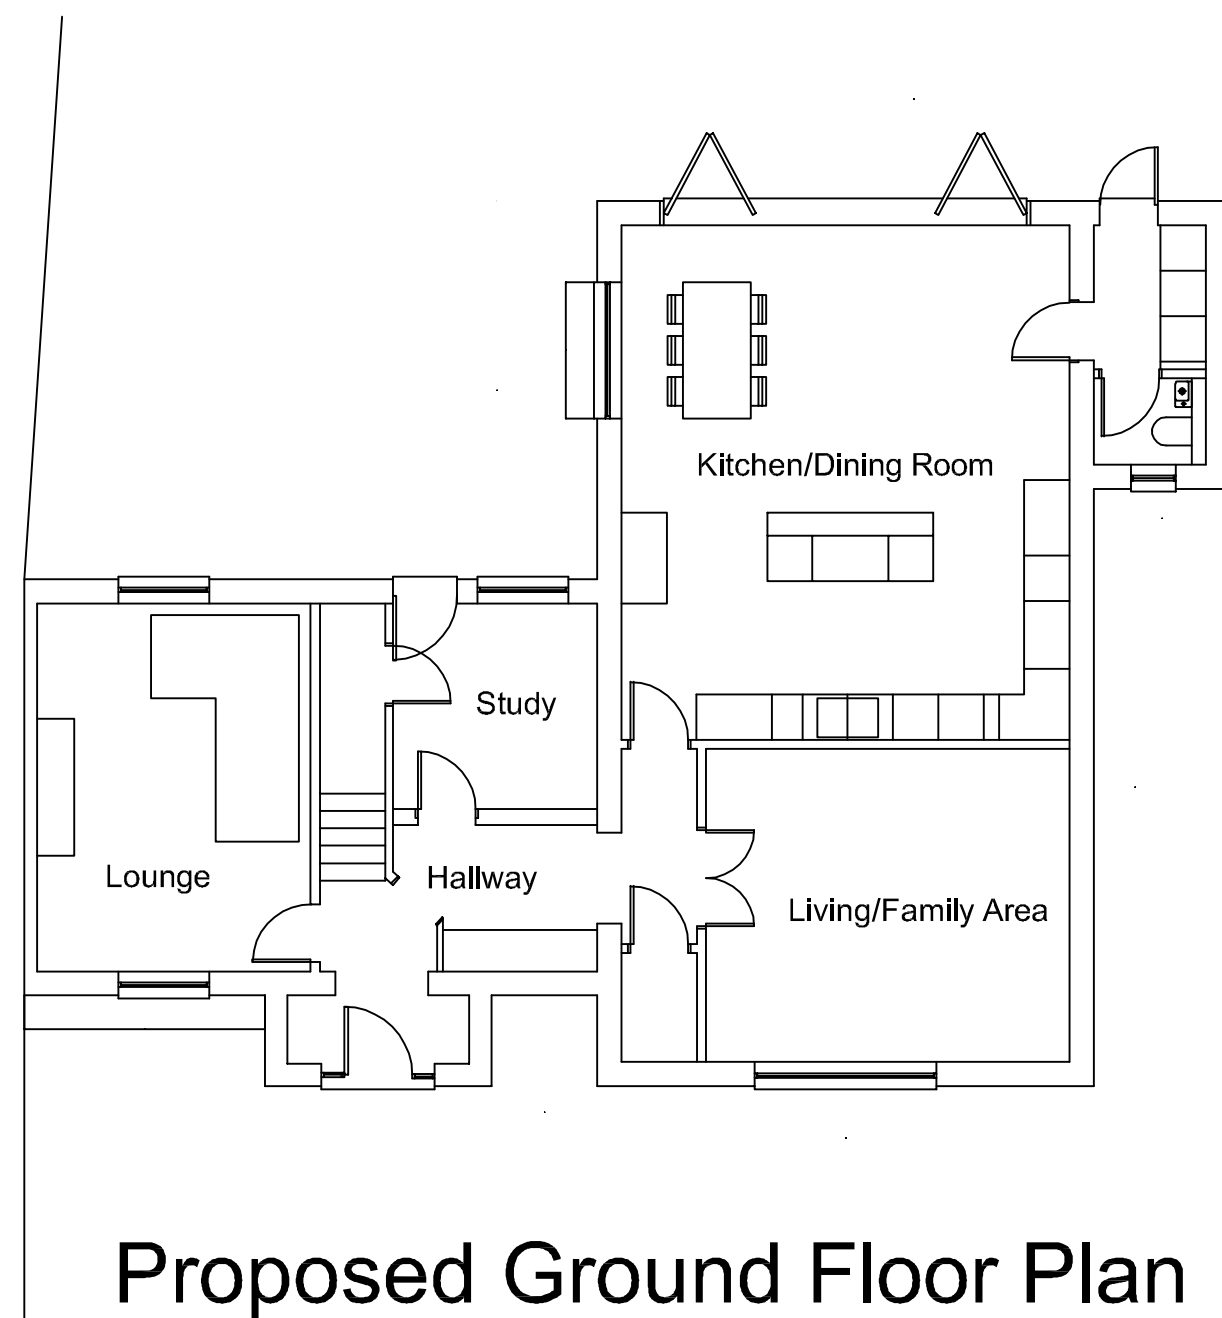 Kitchen/Dining Room
Study
Lounge
Hallway
Living/Family Area
Proposed Ground Floor Plan